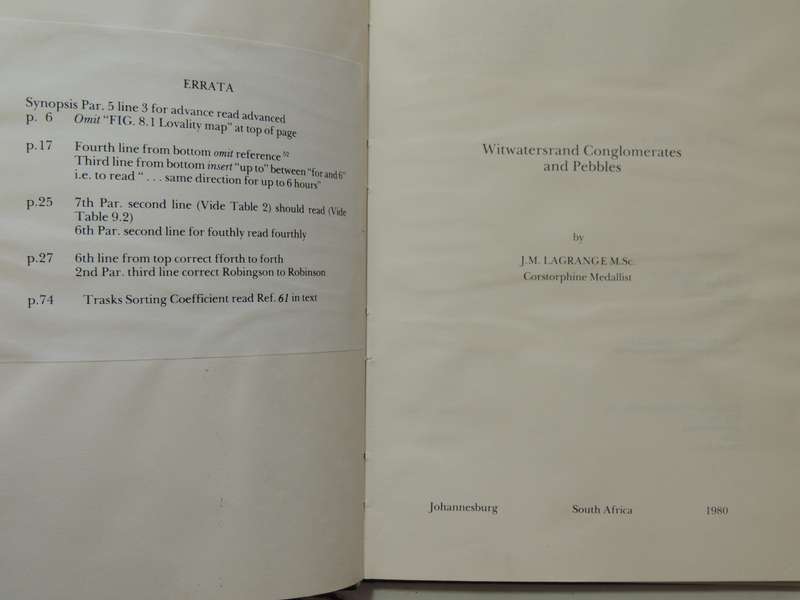 ERRATA
Synopsis Par. 5 line 3 for advance read advanced
p. 6 Omit "FIG. 8.1 Lovality map" at top of page
p.17 Fourth line from bottom omit reference 52
Third line from bottom insert "up to" between "for and 6"
i.e. to read " . . . same direction for up to 6 hours"
p.25 7th Par. second line (Vide Table 2) should read (Vide
Table 9.2)
6th Par. second line for fouthly read fourthly
p.27 6th line from top correct fforth to forth
2nd Par. third line correct Robingson to Robinson
p.74 Trasks Sorting Coefficient read Ref. 61 in text
Witwatersrand Conglomerates
and Pebbles
by
J.M. LAGRANGE M.Sc.
Corstorphine Medallist
Johannesburg South Africa 1980